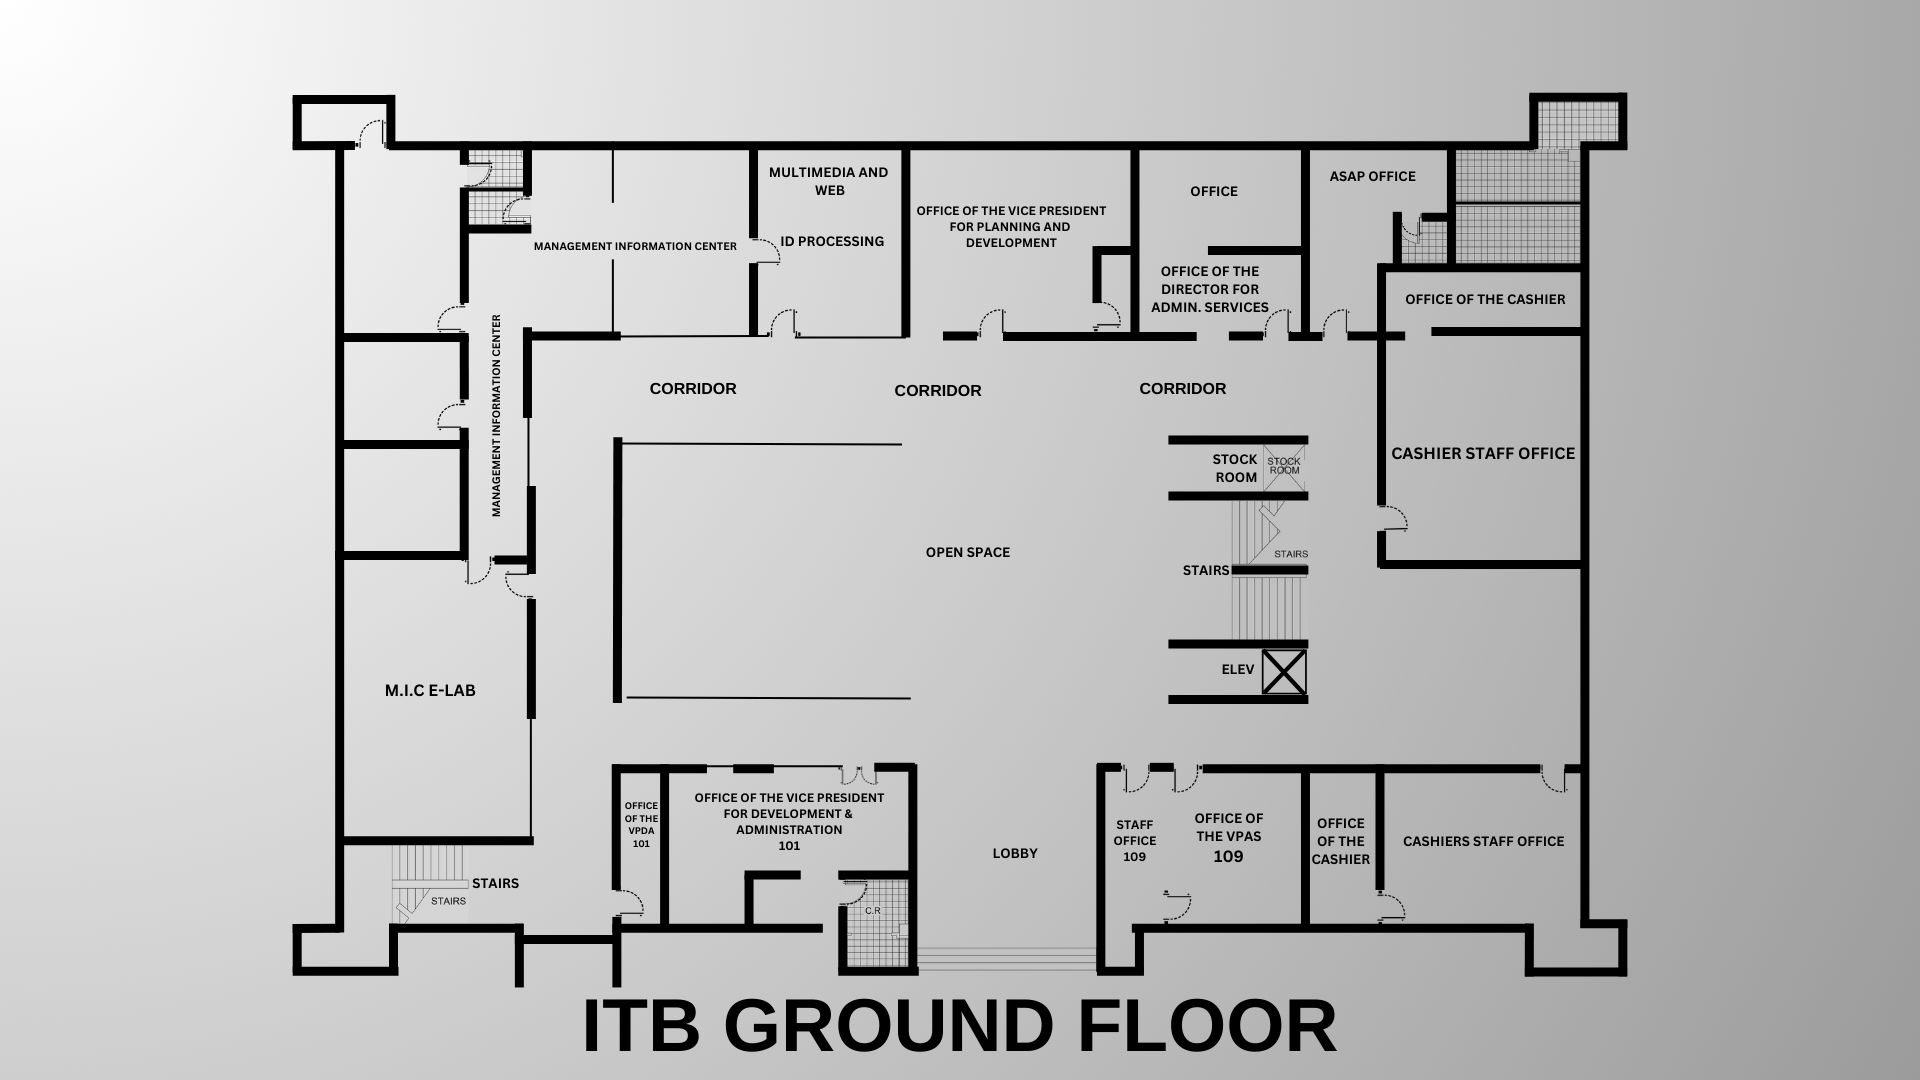 MULTIMEDIA AND
WEB
ID PROCESSING
MANAGEMENT INFORMATION CENTER
OFFICE OF THE VICE PRESIDENT
FOR PLANNING AND
DEVELOPMENT
OFFICE
OFFICE OF THE
DIRECTOR FOR
ADMIN. SERVICES
ASAP OFFICE
OFFICE OF THE CASHIER
MANAGEMENT INFORMATION CENTER
CORRIDOR
CORRIDOR
CORRIDOR
CASHIER STAFF OFFICE
STOCK
ROOM
STOCK
ROOM
OPEN SPACE
STAIRS
STAIRS
ELEV
M.I.C E-LAB
OFFICE
OF THE
VPDA
101
OFFICE OF THE VICE PRESIDENT
FOR DEVELOPMENT &
ADMINISTRATION
101
C.R
LOBBY
STAFF
OFFICE
109
OFFICE OF
THE VPAS
109
OFFICE
OF THE
CASHIER
CASHIERS STAFF OFFICE
STAIRS
STAIRS
ITB GROUND FLOOR